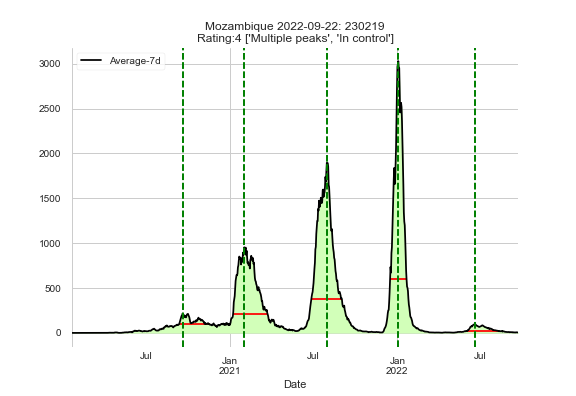 Mozambique 2022-09-22: 230219
Rating:4 ['Multiple peaks', 'In control']
Average-7d
3000
2500
2000
1500
1000
500
0
Jul
Jan
2021
Jul
Jan
2022
Jul
Date